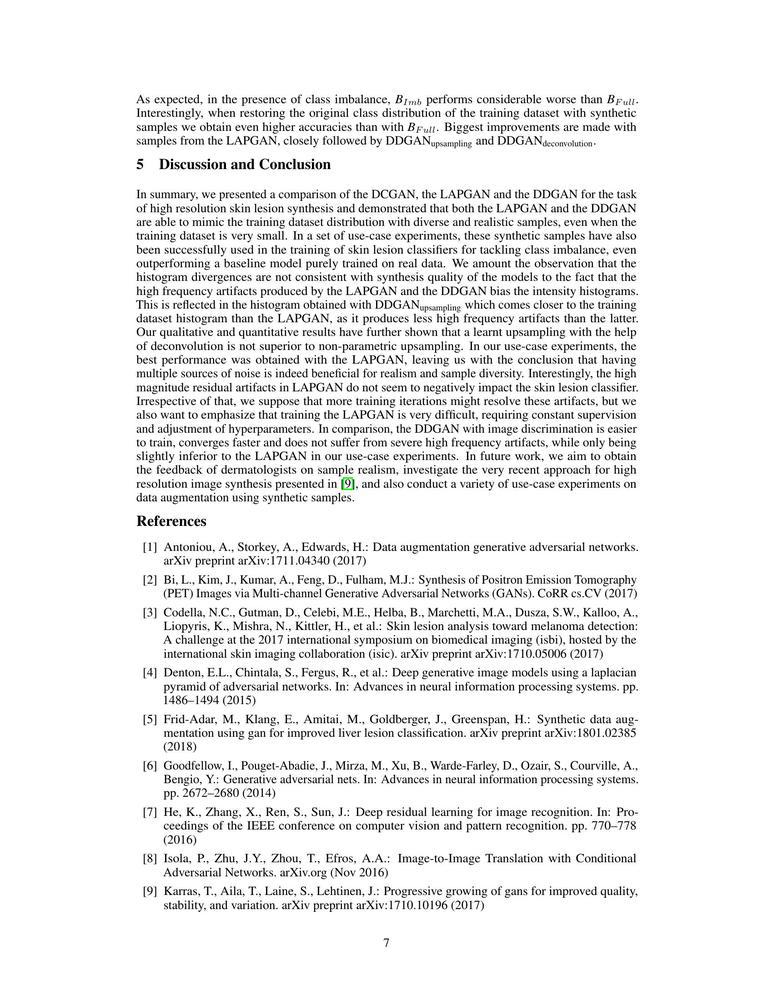 As expected, in the presence of class imbalance, B_Imb performs considerable worse than B_Full.
Interestingly, when restoring the original class distribution of the training dataset with synthetic
samples we obtain even higher accuracies than with B_Full. Biggest improvements are made with
samples from the LAPGAN, closely followed by DDGAN_upsampling and DDGAN_deconvolution.
5 Discussion and Conclusion
In summary, we presented a comparison of the DCGAN, the LAPGAN and the DDGAN for the task
of high resolution skin lesion synthesis and demonstrated that both the LAPGAN and the DDGAN
are able to mimic the training dataset distribution with diverse and realistic samples, even when the
training dataset is very small. In a set of use-case experiments, these synthetic samples have also
been successfully used in the training of skin lesion classifiers for tackling class imbalance, even
outperforming a baseline model purely trained on real data. We amount the observation that the
histogram divergences are not consistent with synthesis quality of the models to the fact that the
high frequency artifacts produced by the LAPGAN and the DDGAN bias the intensity histograms.
This is reflected in the histogram obtained with DDGAN_upsampling which comes closer to the training
dataset histogram than the LAPGAN, as it produces less high frequency artifacts than the latter.
Our qualitative and quantitative results have further shown that a learnt upsampling with the help
of deconvolution is not superior to non-parametric upsampling. In our use-case experiments, the
best performance was obtained with the LAPGAN, leaving us with the conclusion that having
multiple sources of noise is indeed beneficial for realism and sample diversity. Interestingly, the high
magnitude residual artifacts in LAPGAN do not seem to negatively impact the skin lesion classifier.
Irrespective of that, we suppose that more training iterations might resolve these artifacts, but we
also want to emphasize that training the LAPGAN is very difficult, requiring constant supervision
and adjustment of hyperparameters. In comparison, the DDGAN with image discrimination is easier
to train, converges faster and does not suffer from severe high frequency artifacts, while only being
slightly inferior to the LAPGAN in our use-case experiments. In future work, we aim to obtain
the feedback of dermatologists on sample realism, investigate the very recent approach for high
resolution image synthesis presented in [9], and also conduct a variety of use-case experiments on
data augmentation using synthetic samples.
References
[1] Antoniou, A., Storkey, A., Edwards, H.: Data augmentation generative adversarial networks.
arXiv preprint arXiv:1711.04340 (2017)
[2] Bi, L., Kim, J., Kumar, A., Feng, D., Fulham, M.J.: Synthesis of Positron Emission Tomography
(PET) Images via Multi-channel Generative Adversarial Networks (GANs). CoRR cs.CV (2017)
[3] Codella, N.C., Gutman, D., Celebi, M.E., Helba, B., Marchetti, M.A., Dusza, S.W., Kalloo, A.,
Liopyris, K., Mishra, N., Kittler, H., et al.: Skin lesion analysis toward melanoma detection:
A challenge at the 2017 international symposium on biomedical imaging (isbi), hosted by the
international skin imaging collaboration (isic). arXiv preprint arXiv:1710.05006 (2017)
[4] Denton, E.L., Chintala, S., Fergus, R., et al.: Deep generative image models using a laplacian
pyramid of adversarial networks. In: Advances in neural information processing systems. pp.
1486–1494 (2015)
[5] Frid-Adar, M., Klang, E., Amitai, M., Goldberger, J., Greenspan, H.: Synthetic data aug-
mentation using gan for improved liver lesion classification. arXiv preprint arXiv:1801.02385
(2018)
[6] Goodfellow, I., Pouget-Abadie, J., Mirza, M., Xu, B., Warde-Farley, D., Ozair, S., Courville, A.,
Bengio, Y.: Generative adversarial nets. In: Advances in neural information processing systems.
pp. 2672–2680 (2014)
[7] He, K., Zhang, X., Ren, S., Sun, J.: Deep residual learning for image recognition. In: Pro-
ceedings of the IEEE conference on computer vision and pattern recognition. pp. 770–778
(2016)
[8] Isola, P., Zhu, J.Y., Zhou, T., Efros, A.A.: Image-to-Image Translation with Conditional
Adversarial Networks. arXiv.org (Nov 2016)
[9] Karras, T., Aila, T., Laine, S., Lehtinen, J.: Progressive growing of gans for improved quality,
stability, and variation. arXiv preprint arXiv:1710.10196 (2017)
7